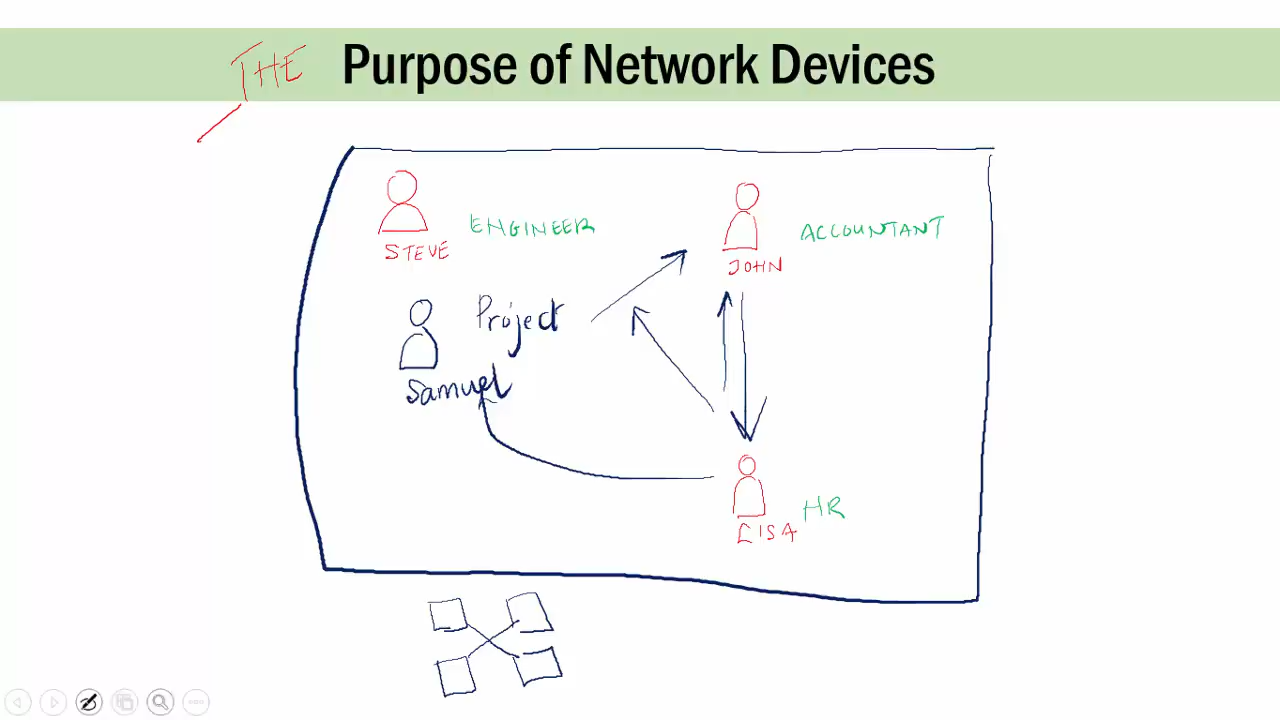 THE Purpose of Network Devices
STEVE
ENGINEER
JOHN
ACCOUNTANT
Project
Samuel
LISA
HR